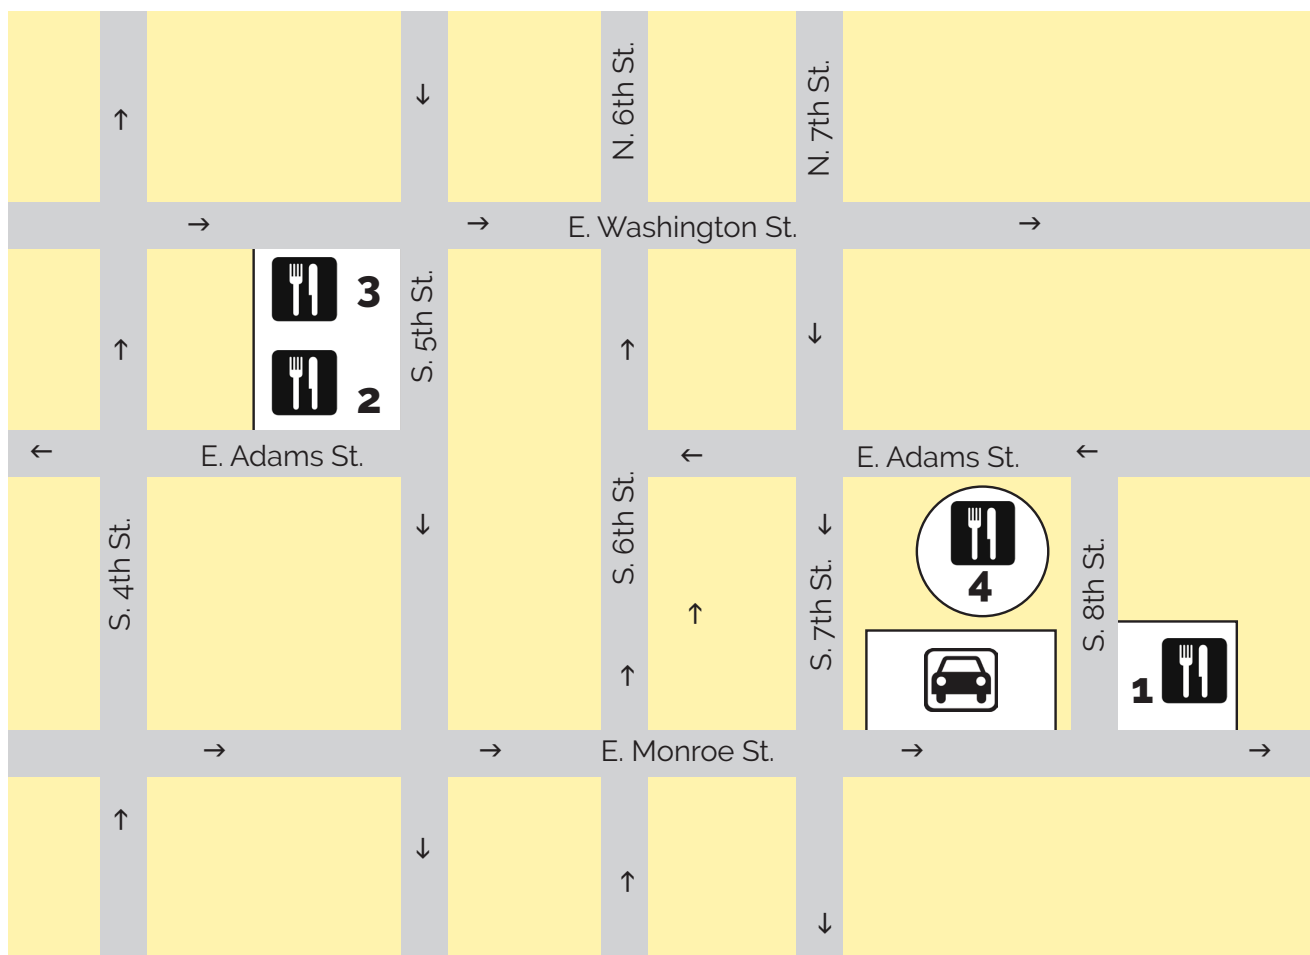 N. 6th St.
N. 7th St.
E. Washington St.
3
S. 5th St.
2
E. Adams St.
E. Adams St.
S. 6th St.
4
S. 4th St.
S. 7th St.
S. 8th St.
1
E. Monroe St.